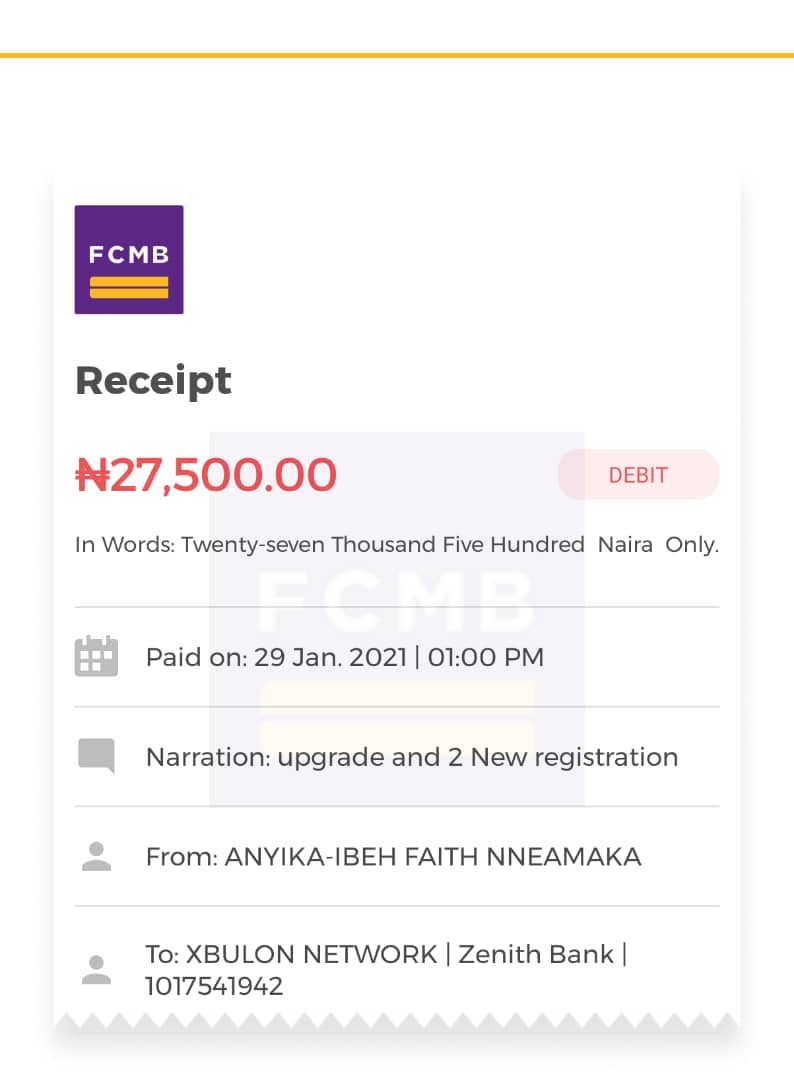 FCMB
Receipt
₦27,500.00
DEBIT
In Words: Twenty-seven Thousand Five Hundred Naira Only.
FCMB
Paid on: 29 Jan. 2021 | 01:00 PM
Narration: upgrade and 2 New registration
From: ANYIKA-IBEH FAITH NNEAMAKA
To: XBULON NETWORK | Zenith Bank |
1017541942